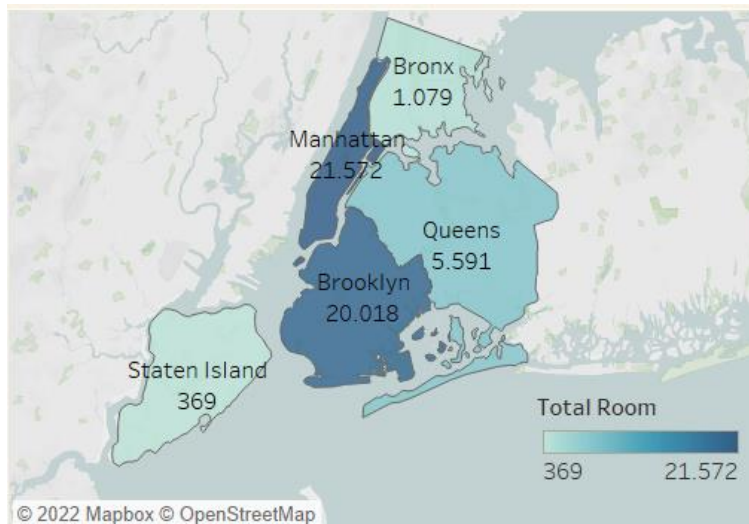 Bronx
1.079
Manhattan
21.572
Queens
5.591
Brooklyn
20.018
Staten Island
369
Total Room
369 21.572
© 2022 Mapbox © OpenStreetMap